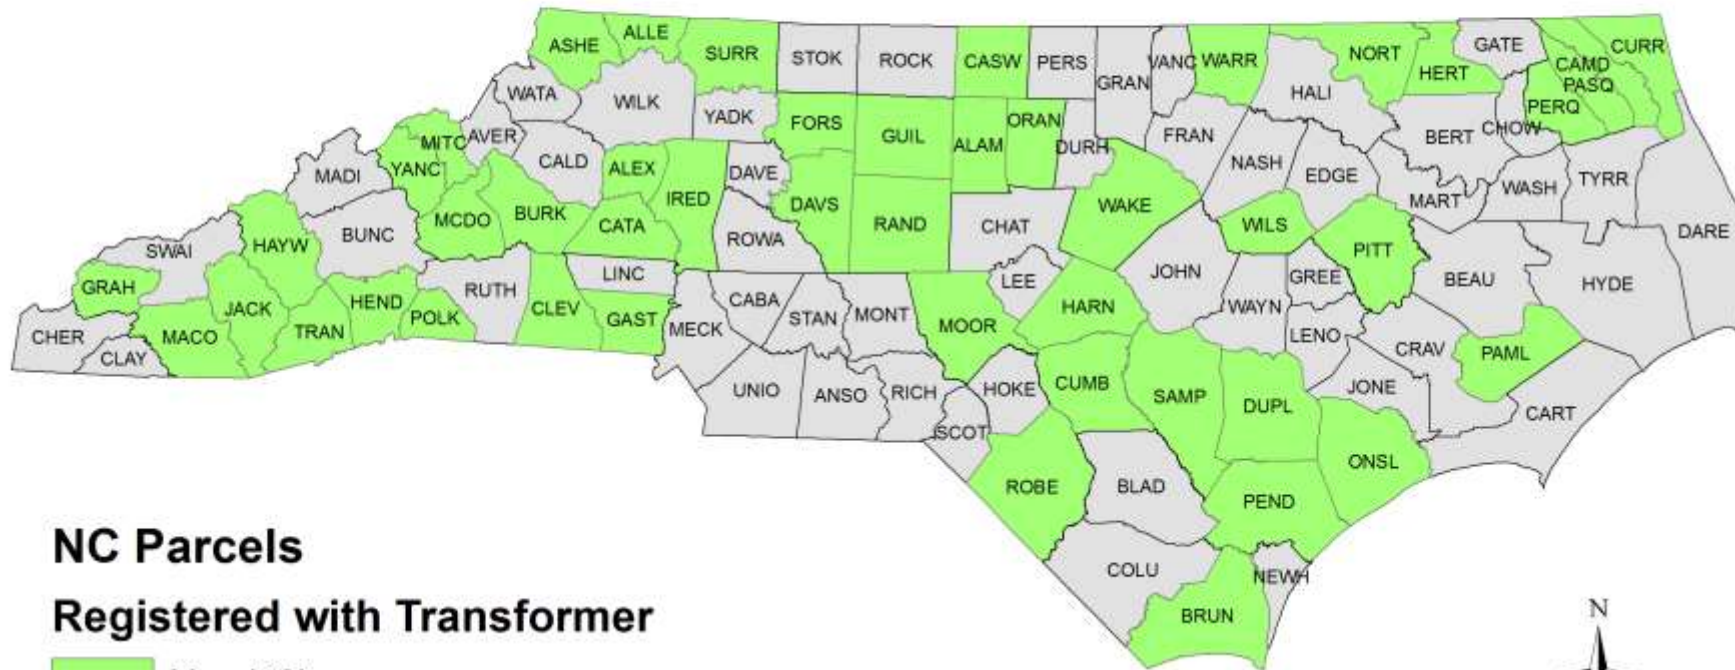 ASHE ALLE SURR STOK ROCK CASW PERS GRAN VANC WARR NORT HERT GATE CAMD PASQ CURR
WATA WILK YADK FORS GUIL ALAM ORAN DURH FRAN HALI BERT CHOW PERQ
MITC AVER YANC CALD ALEX IRED DAVE DAVS RAND CHAT WAKE NASH EDGE MART WASH TYRR DARE
MADI BUNC MCDO BURK CATA ROWA WILS PITT
SWAI HAYW LINC LEE JOHN GREE BEAU HYDE
GRAH JACK HEND RUTH CLEV GAST CABA STAN MONT MOOR HARN WAYN
CHER CLAY MACO TRAN POLK MECK LENO CRAV PAML
UNIO ANSO RICH HOKE CUMB SAMP DUPL JONE CART
SCOT
ROBE BLAD PEND ONSL
COLU NEWH
BRUN
NC Parcels
Registered with Transformer
N